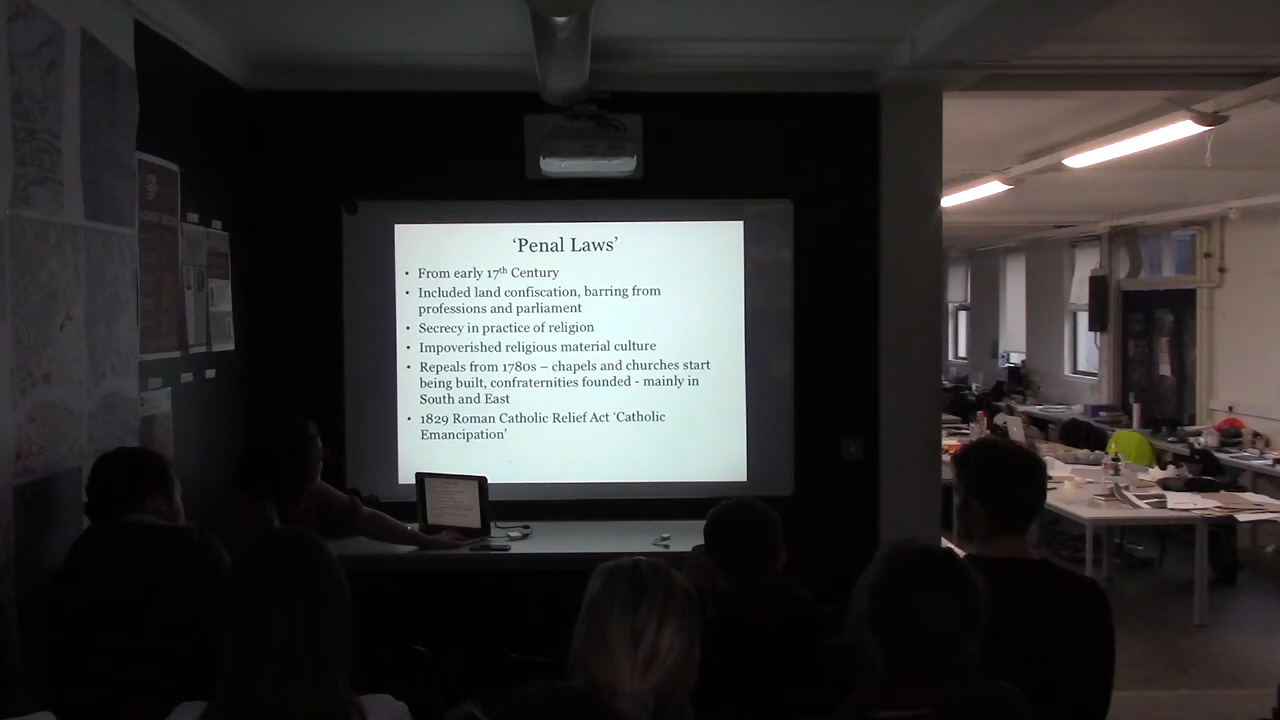 ‘Penal Laws’
• From early 17th Century
• Included land confiscation, barring from
professions and parliament
• Secrecy in practice of religion
• Impoverished religious material culture
• Repeals from 1780s – chapels and churches start
being built, confraternities founded - mainly in
South and East
• 1829 Roman Catholic Relief Act ‘Catholic
Emancipation’